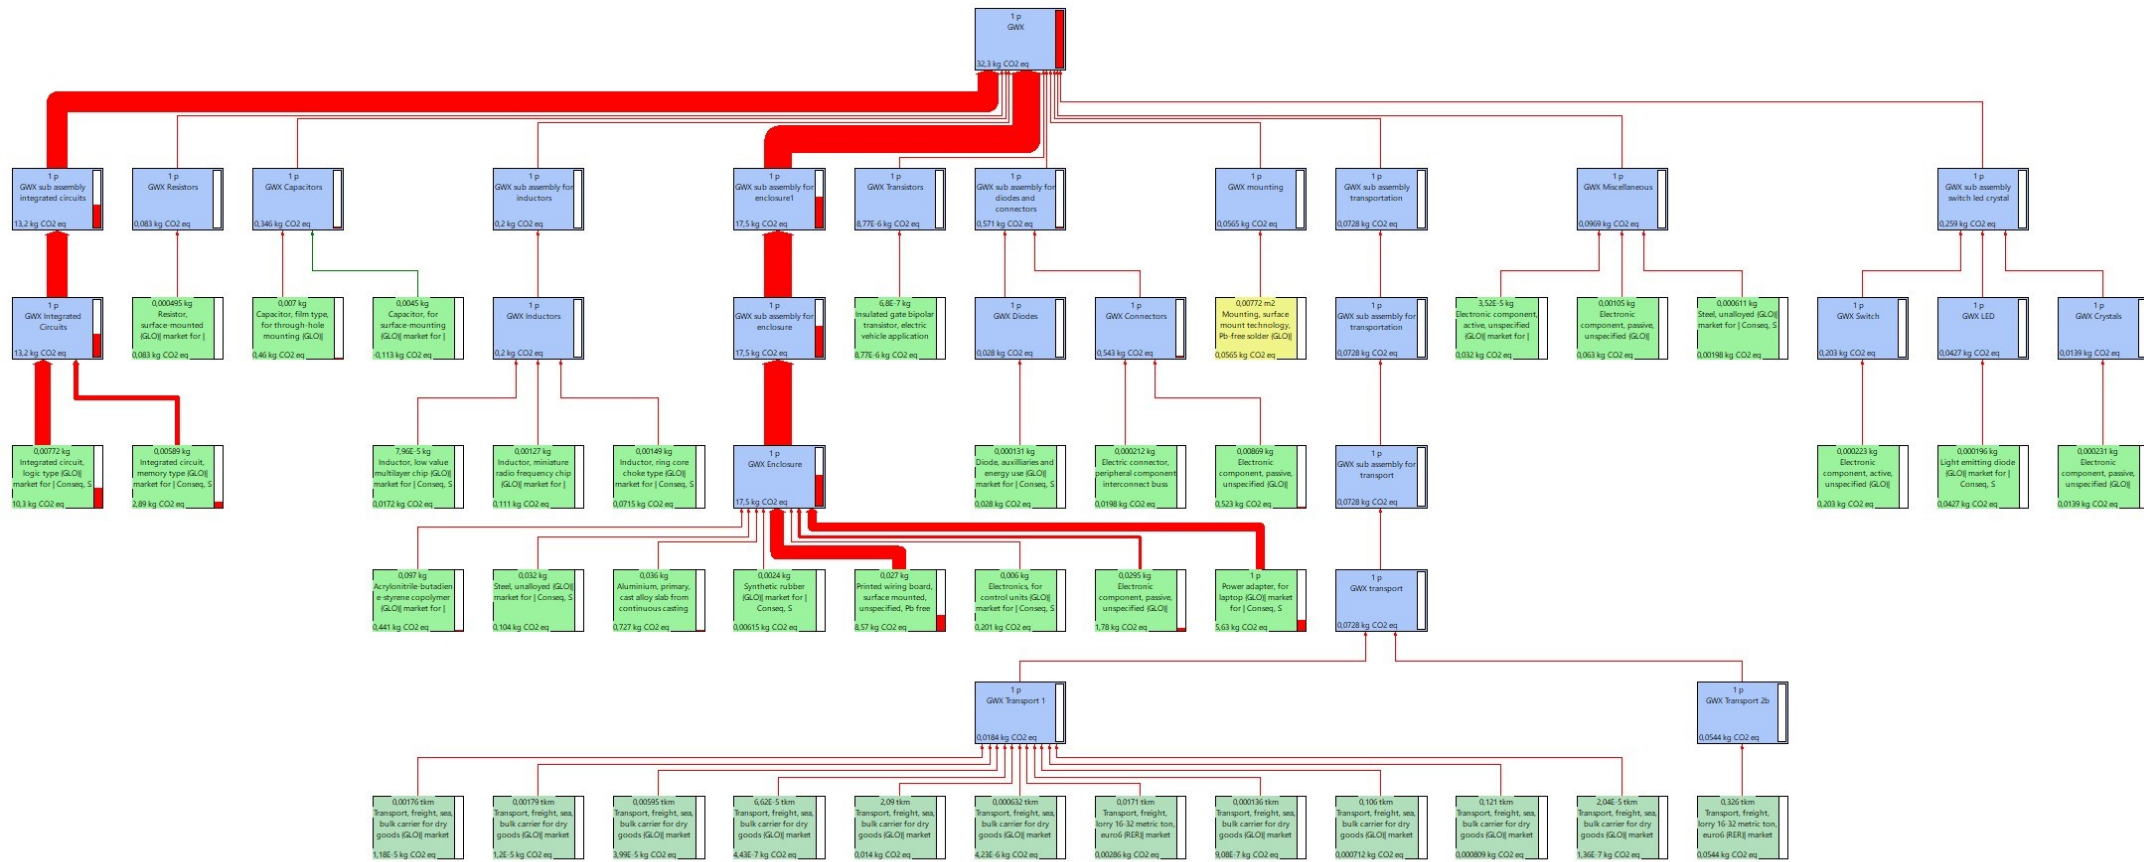 1 p
GWX
32,3 kg CO2 eq
1 p
GWX sub assembly
integrated circuits
13,2 kg CO2 eq
1 p
GWX Resistors
0,083 kg CO2 eq
1 p
GWX Capacitors
0,346 kg CO2 eq
1 p
GWX sub assembly for
inductors
0,2 kg CO2 eq
1 p
GWX sub assembly for
enclosure1
17,5 kg CO2 eq
1 p
GWX Transistors
8,77E-6 kg CO2 eq
1 p
GWX sub assembly for
diodes and
connectors
0,571 kg CO2 eq
1 p
GWX mounting
0,0565 kg CO2 eq
1 p
GWX sub assembly
transportation
0,0728 kg CO2 eq
1 p
GWX Miscellaneous
0,0969 kg CO2 eq
1 p
GWX sub assembly
switch led crystal
0,259 kg CO2 eq
1 p
GWX Integrated
Circuits
13,2 kg CO2 eq
0,000495 kg
Resistor,
surface-mounted
(GLO)| market for |
0,083 kg CO2 eq
0,007 kg
Capacitor, film type,
for through-hole
mounting (GLO)|
0,46 kg CO2 eq
0,0045 kg
Capacitor, for
surface-mounting
(GLO)| market for |
-0,113 kg CO2 eq
1 p
GWX Inductors
0,2 kg CO2 eq
1 p
GWX sub assembly for
enclosure
17,5 kg CO2 eq
6,8E-7 kg
Insulated gate bipolar
transistor, electric
vehicle application
8,77E-6 kg CO2 eq
1 p
GWX Diodes
0,028 kg CO2 eq
1 p
GWX Connectors
0,543 kg CO2 eq
0,00772 m2
Mounting, surface
mount technology,
Pb-free solder (GLO)|
0,0565 kg CO2 eq
1 p
GWX sub assembly for
transportation
0,0728 kg CO2 eq
3,52E-5 kg
Electronic component,
active, unspecified
(GLO)| market for |
0,032 kg CO2 eq
0,00105 kg
Electronic
component, passive,
unspecified (GLO)|
0,063 kg CO2 eq
0,000611 kg
Steel, unalloyed (GLO)|
market for | Conseq, S
0,00198 kg CO2 eq
1 p
GWX Switch
0,203 kg CO2 eq
1 p
GWX LED
0,0427 kg CO2 eq
1 p
GWX Crystals
0,0139 kg CO2 eq
0,00772 kg
Integrated circuit,
logic type (GLO)|
market for | Conseq, S
10,3 kg CO2 eq
0,00589 kg
Integrated circuit,
memory type (GLO)|
market for | Conseq, S
2,89 kg CO2 eq
7,96E-5 kg
Inductor, low value
multilayer chip (GLO)|
market for | Conseq, S
0,0172 kg CO2 eq
0,00127 kg
Inductor, miniature
radio frequency chip
(GLO)| market for |
0,111 kg CO2 eq
0,00149 kg
Inductor, ring core
choke type (GLO)|
market for | Conseq, S
0,0715 kg CO2 eq
1 p
GWX Enclosure
17,5 kg CO2 eq
0,000131 kg
Diode, auxilliaries and
energy use (GLO)|
market for | Conseq, S
0,028 kg CO2 eq
0,000212 kg
Electric connector,
peripheral component
interconnect buss
0,0198 kg CO2 eq
0,00869 kg
Electronic
component, passive,
unspecified (GLO)|
0,523 kg CO2 eq
1 p
GWX sub assembly for
transport
0,0728 kg CO2 eq
0,000223 kg
Electronic
component, active,
unspecified (GLO)|
0,203 kg CO2 eq
0,000196 kg
Light emitting diode
(GLO)| market for |
Conseq, S
0,0427 kg CO2 eq
0,000231 kg
Electronic
component, passive,
unspecified (GLO)|
0,0139 kg CO2 eq
0,097 kg
Acrylonitrile-butadien
e-styrene copolymer
(GLO)| market for |
0,441 kg CO2 eq
0,032 kg
Steel, unalloyed (GLO)|
market for | Conseq, S
0,104 kg CO2 eq
0,036 kg
Aluminium, primary,
cast alloy slab from
continuous casting
0,727 kg CO2 eq
0,0024 kg
Synthetic rubber
(GLO)| market for |
Conseq, S
0,00615 kg CO2 eq
0,027 kg
Printed wiring board,
surface mounted,
unspecified, Pb free
8,57 kg CO2 eq
0,006 kg
Electronics, for
control units (GLO)|
market for | Conseq, S
0,201 kg CO2 eq
0,0295 kg
Electronic
component, passive,
unspecified (GLO)|
1,78 kg CO2 eq
1 p
Power adapter, for
laptop (GLO)| market
for | Conseq, S
5,63 kg CO2 eq
1 p
GWX transport
0,0728 kg CO2 eq
1 p
GWX Transport 1
0,0184 kg CO2 eq
1 p
GWX Transport 2b
0,0544 kg CO2 eq
0,00176 tkm
Transport, freight, sea,
bulk carrier for dry
goods (GLO)| market
1,18E-5 kg CO2 eq
0,00179 tkm
Transport, freight, sea,
bulk carrier for dry
goods (GLO)| market
1,2E-5 kg CO2 eq
0,00595 tkm
Transport, freight, sea,
bulk carrier for dry
goods (GLO)| market
3,99E-5 kg CO2 eq
6,62E-5 tkm
Transport, freight, sea,
bulk carrier for dry
goods (GLO)| market
4,43E-7 kg CO2 eq
2,09 tkm
Transport, freight, sea,
bulk carrier for dry
goods (GLO)| market
0,014 kg CO2 eq
0,000632 tkm
Transport, freight, sea,
bulk carrier for dry
goods (GLO)| market
4,23E-6 kg CO2 eq
0,0171 tkm
Transport, freight,
lorry 16-32 metric ton,
euro6 (RER)| market
0,00286 kg CO2 eq
0,000136 tkm
Transport, freight, sea,
bulk carrier for dry
goods (GLO)| market
9,08E-7 kg CO2 eq
0,106 tkm
Transport, freight, sea,
bulk carrier for dry
goods (GLO)| market
0,000712 kg CO2 eq
0,121 tkm
Transport, freight, sea,
bulk carrier for dry
goods (GLO)| market
0,000809 kg CO2 eq
2,04E-5 tkm
Transport, freight, sea,
bulk carrier for dry
goods (GLO)| market
1,36E-7 kg CO2 eq
0,326 tkm
Transport, freight,
lorry 16-32 metric ton,
euro6 (RER)| market
0,0544 kg CO2 eq